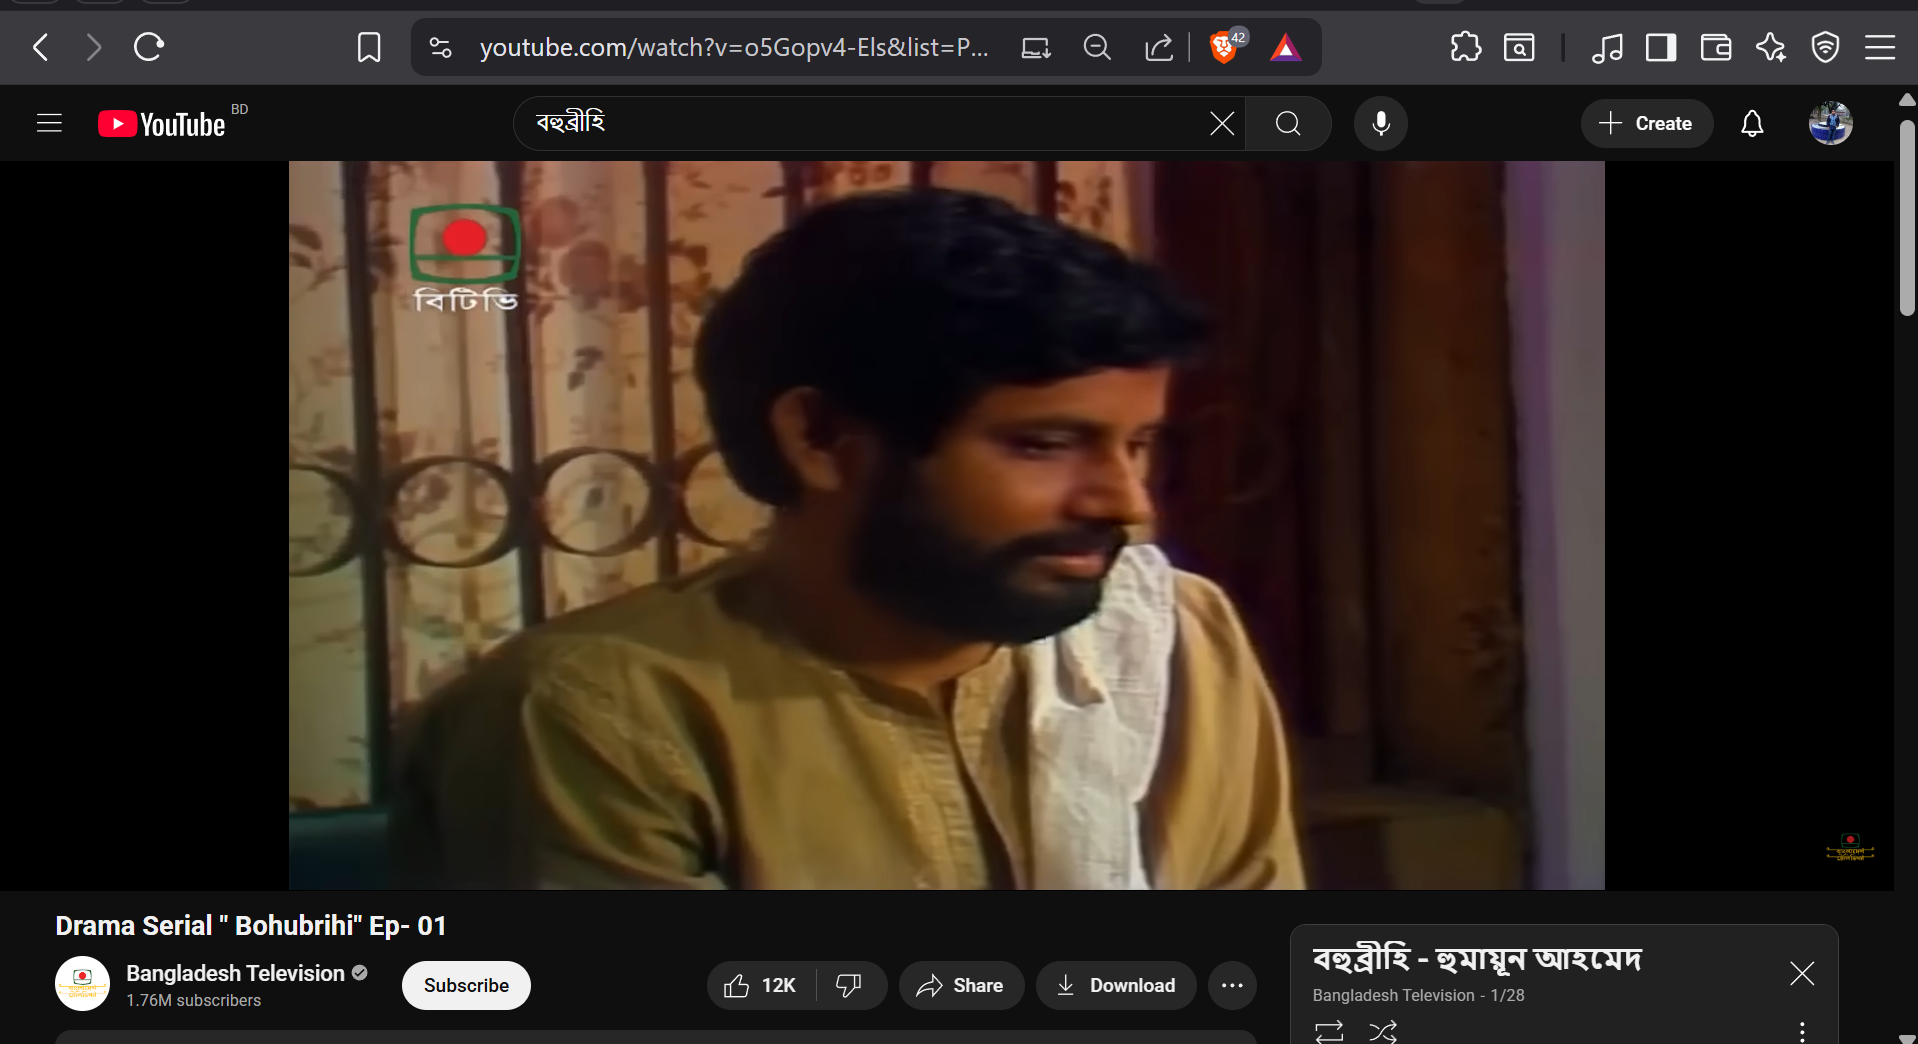 youtube.com/watch?v=o5Gopv4-Els&list=P...
42
YouTube BD
বহুব্রীহি
Create
বিটিভি
Drama Serial " Bohubrihi" Ep- 01
Bangladesh Television
1.76M subscribers
Subscribe
12K
Share
Download
বহুব্রীহি - হুমায়ূন আহমেদ
Bangladesh Television - 1/28